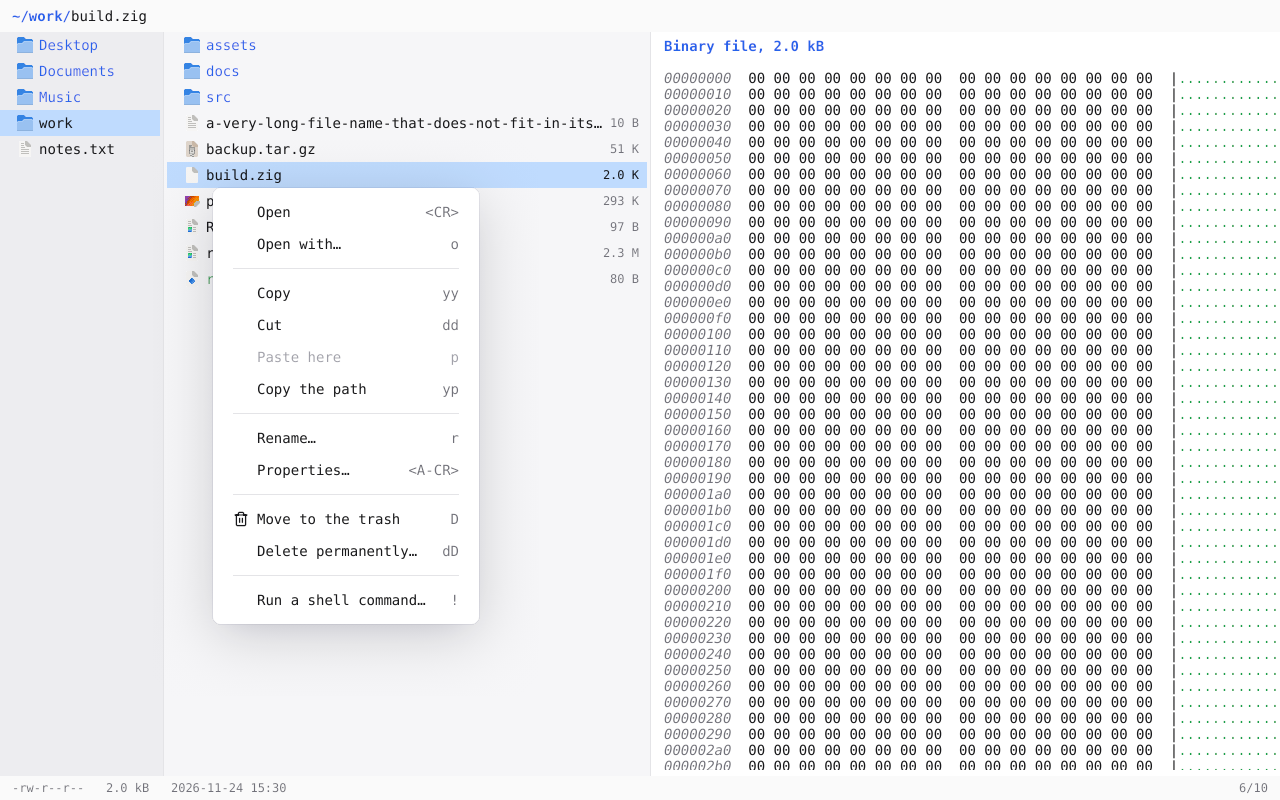 ~/work/build.zig
Desktop
Documents
Music
work
notes.txt
assets
docs
src
a-very-long-file-name-that-does-not-fit-in-its… 10 B
backup.tar.gz 51 K
build.zig 2.0 K
p 293 K
R 97 B
r 2.3 M
r 80 B
Open <CR>
Open with… o
Copy yy
Cut dd
Paste here p
Copy the path yp
Rename… r
Properties… <A-CR>
Move to the trash D
Delete permanently… dD
Run a shell command… !
Binary file, 2.0 kB
00000000 00 00 00 00 00 00 00 00 00 00 00 00 00 00 00 00 |............
00000010 00 00 00 00 00 00 00 00 00 00 00 00 00 00 00 00 |............
00000020 00 00 00 00 00 00 00 00 00 00 00 00 00 00 00 00 |............
00000030 00 00 00 00 00 00 00 00 00 00 00 00 00 00 00 00 |............
00000040 00 00 00 00 00 00 00 00 00 00 00 00 00 00 00 00 |............
00000050 00 00 00 00 00 00 00 00 00 00 00 00 00 00 00 00 |............
00000060 00 00 00 00 00 00 00 00 00 00 00 00 00 00 00 00 |............
00000070 00 00 00 00 00 00 00 00 00 00 00 00 00 00 00 00 |............
00000080 00 00 00 00 00 00 00 00 00 00 00 00 00 00 00 00 |............
00000090 00 00 00 00 00 00 00 00 00 00 00 00 00 00 00 00 |............
000000a0 00 00 00 00 00 00 00 00 00 00 00 00 00 00 00 00 |............
000000b0 00 00 00 00 00 00 00 00 00 00 00 00 00 00 00 00 |............
000000c0 00 00 00 00 00 00 00 00 00 00 00 00 00 00 00 00 |............
000000d0 00 00 00 00 00 00 00 00 00 00 00 00 00 00 00 00 |............
000000e0 00 00 00 00 00 00 00 00 00 00 00 00 00 00 00 00 |............
000000f0 00 00 00 00 00 00 00 00 00 00 00 00 00 00 00 00 |............
00000100 00 00 00 00 00 00 00 00 00 00 00 00 00 00 00 00 |............
00000110 00 00 00 00 00 00 00 00 00 00 00 00 00 00 00 00 |............
00000120 00 00 00 00 00 00 00 00 00 00 00 00 00 00 00 00 |............
00000130 00 00 00 00 00 00 00 00 00 00 00 00 00 00 00 00 |............
00000140 00 00 00 00 00 00 00 00 00 00 00 00 00 00 00 00 |............
00000150 00 00 00 00 00 00 00 00 00 00 00 00 00 00 00 00 |............
00000160 00 00 00 00 00 00 00 00 00 00 00 00 00 00 00 00 |............
00000170 00 00 00 00 00 00 00 00 00 00 00 00 00 00 00 00 |............
00000180 00 00 00 00 00 00 00 00 00 00 00 00 00 00 00 00 |............
00000190 00 00 00 00 00 00 00 00 00 00 00 00 00 00 00 00 |............
000001a0 00 00 00 00 00 00 00 00 00 00 00 00 00 00 00 00 |............
000001b0 00 00 00 00 00 00 00 00 00 00 00 00 00 00 00 00 |............
000001c0 00 00 00 00 00 00 00 00 00 00 00 00 00 00 00 00 |............
000001d0 00 00 00 00 00 00 00 00 00 00 00 00 00 00 00 00 |............
000001e0 00 00 00 00 00 00 00 00 00 00 00 00 00 00 00 00 |............
000001f0 00 00 00 00 00 00 00 00 00 00 00 00 00 00 00 00 |............
00000200 00 00 00 00 00 00 00 00 00 00 00 00 00 00 00 00 |............
00000210 00 00 00 00 00 00 00 00 00 00 00 00 00 00 00 00 |............
00000220 00 00 00 00 00 00 00 00 00 00 00 00 00 00 00 00 |............
00000230 00 00 00 00 00 00 00 00 00 00 00 00 00 00 00 00 |............
00000240 00 00 00 00 00 00 00 00 00 00 00 00 00 00 00 00 |............
00000250 00 00 00 00 00 00 00 00 00 00 00 00 00 00 00 00 |............
00000260 00 00 00 00 00 00 00 00 00 00 00 00 00 00 00 00 |............
00000270 00 00 00 00 00 00 00 00 00 00 00 00 00 00 00 00 |............
00000280 00 00 00 00 00 00 00 00 00 00 00 00 00 00 00 00 |............
00000290 00 00 00 00 00 00 00 00 00 00 00 00 00 00 00 00 |............
000002a0 00 00 00 00 00 00 00 00 00 00 00 00 00 00 00 00 |............
000002b0 00 00 00 00 00 00 00 00 00 00 00 00 00 00 00 00 |............
-rw-r--r-- 2.0 kB 2026-11-24 15:30 6/10